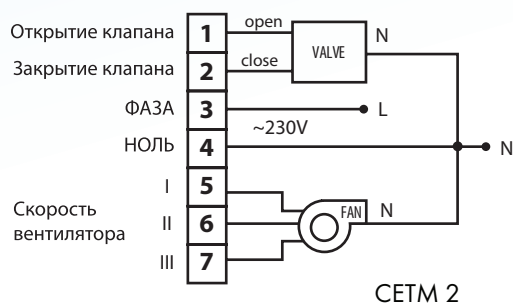 Открытие клапана 1 open VALVE N
Закрытие клапана 2 close
ФАЗА 3 L
~230V
НОЛЬ 4 N
I 5
Скорость вентилятора II 6 FAN N
III 7
CETM 2